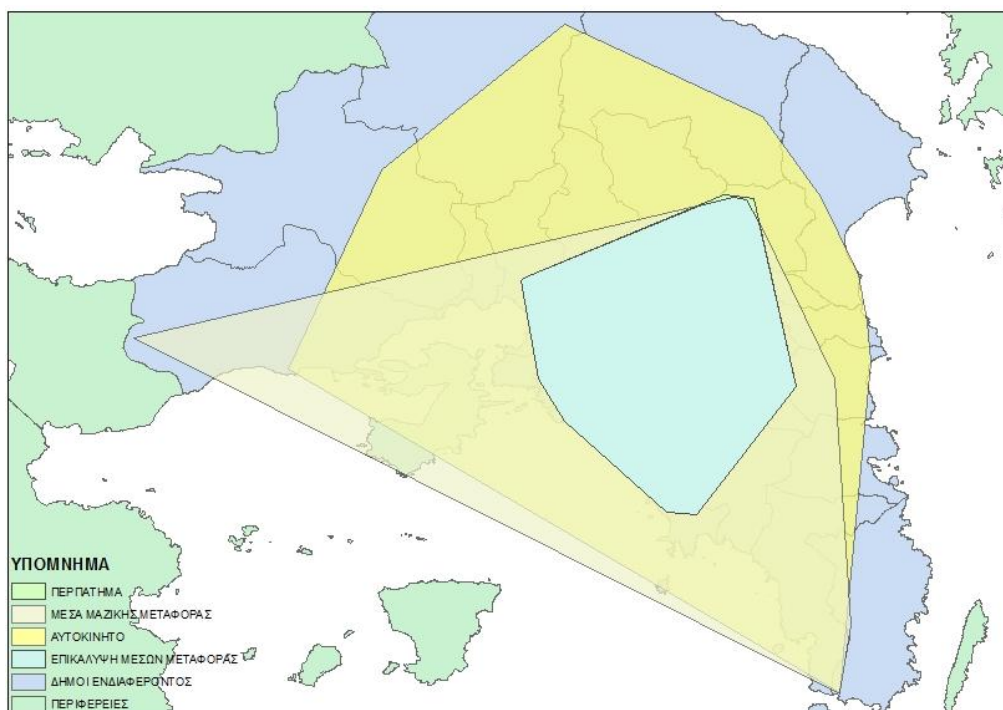 ΥΠΟΜΝΗΜΑ
ΠΕΡΠΑΤΗΜΑ
ΜΕΣΑ ΜΑΖΙΚΗΣ ΜΕΤΑΦΟΡΑΣ
ΑΥΤΟΚΙΝΗΤΟ
ΕΠΙΚΑΛΥΨΗ ΜΕΣΩΝ ΜΕΤΑΦΟΡΑΣ
ΔΗΜΟΙ ΕΝΔΙΑΦΕΡΟΝΤΟΣ
ΠΕΡΙΦΕΡΕΙΕΣ